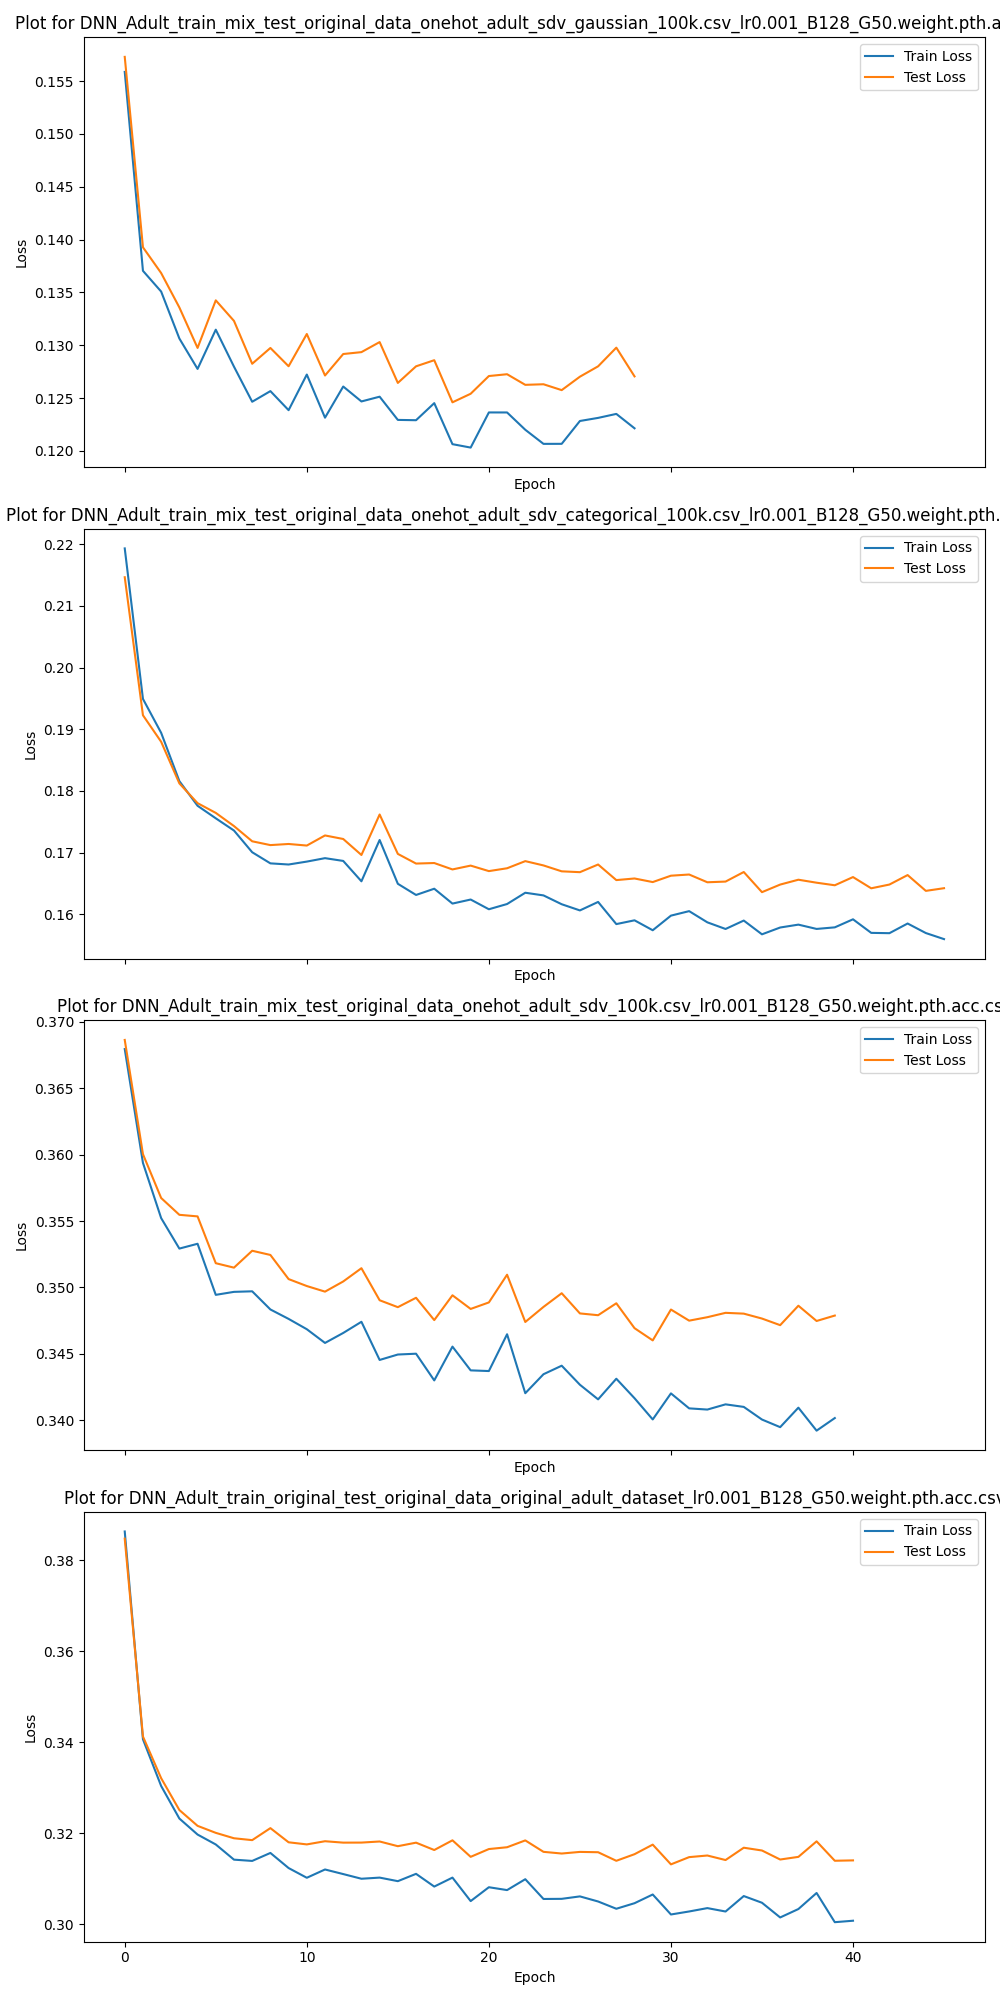 Plot for DNN_Adult_train_mix_test_original_data_onehot_adult_sdv_gaussian_100k.csv_lr0.001_B128_G50.weight.pth.a
Train Loss
Test Loss
0.155
0.150
0.145
0.140
0.135
0.130
0.125
0.120
Loss
Epoch
Plot for DNN_Adult_train_mix_test_original_data_onehot_adult_sdv_categorical_100k.csv_lr0.001_B128_G50.weight.pth.
Train Loss
Test Loss
0.22
0.21
0.20
0.19
0.18
0.17
0.16
Loss
Epoch
Plot for DNN_Adult_train_mix_test_original_data_onehot_adult_sdv_100k.csv_lr0.001_B128_G50.weight.pth.acc.cs
Train Loss
Test Loss
0.370
0.365
0.360
0.355
0.350
0.345
0.340
Loss
Epoch
Plot for DNN_Adult_train_original_test_original_data_original_adult_dataset_lr0.001_B128_G50.weight.pth.acc.csv
Train Loss
Test Loss
0.38
0.36
0.34
0.32
0.30
Loss
0 10 20 30 40
Epoch